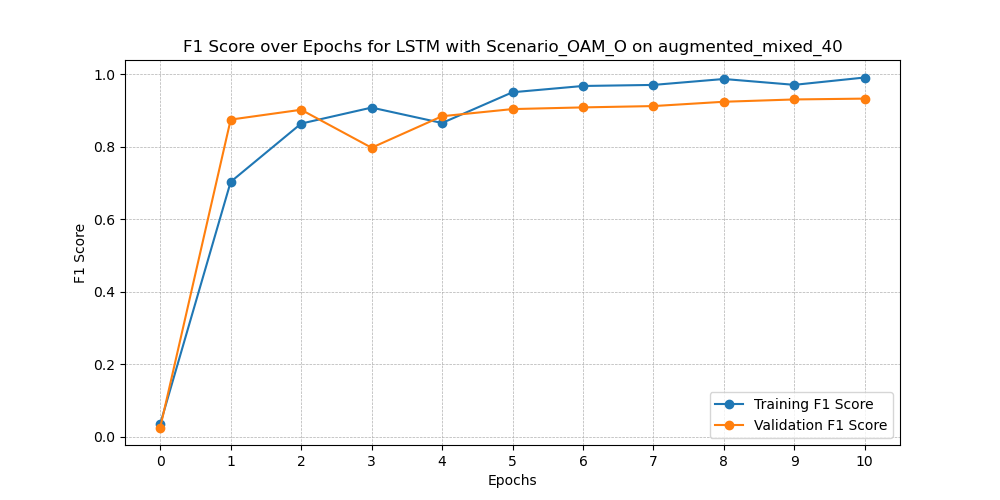 F1 Score over Epochs for LSTM with Scenario_OAM_O on augmented_mixed_40
1.0
0.8
0.6
0.4
0.2
0.0
F1 Score
0 1 2 3 4 5 6 7 8 9 10
Epochs
Training F1 Score
Validation F1 Score